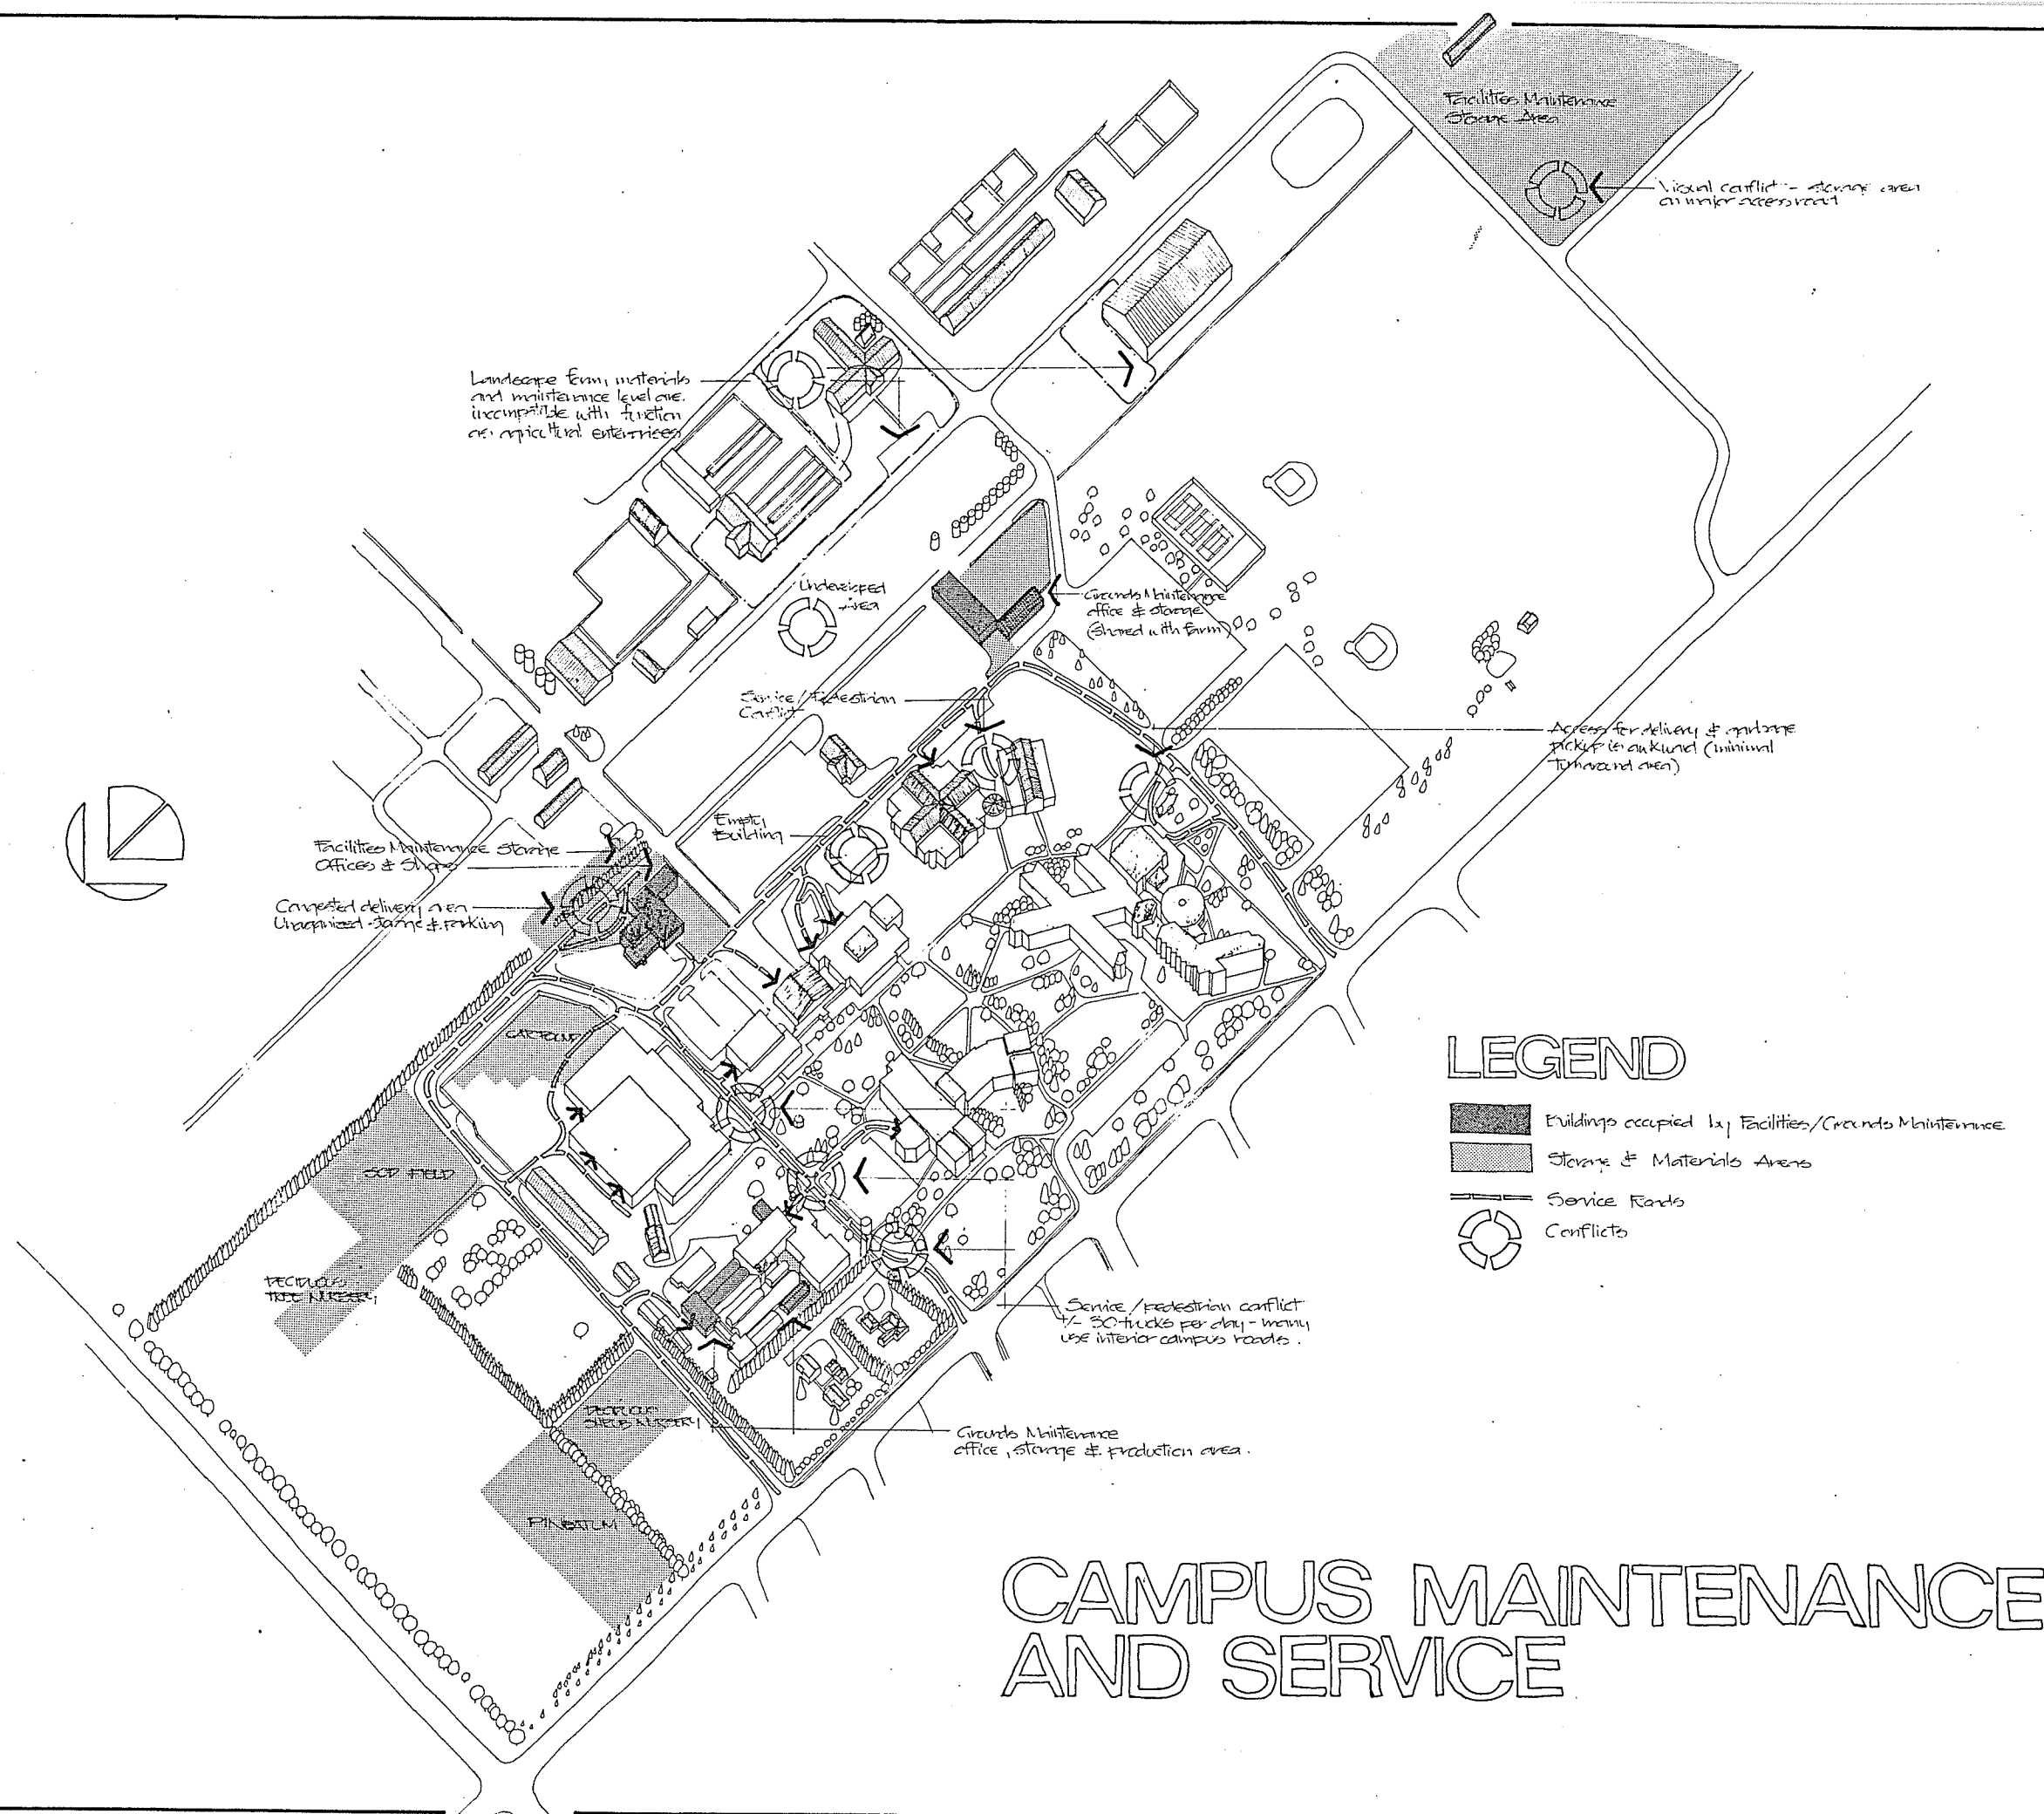 Facilities Maintenance
Storage Area
Visual conflict - storage area
on major access road
Landscape form, materials
and maintenance level are
incompatible with function
as agricultural enterprises
Undeveloped
Area
Grounds Maintenance
office & storage
(Shared with farm)
Service/Pedestrian
Conflict
Access for delivery & garbage
pickup is awkward (minimal
turnaround area)
Empty
Building
Facilities Maintenance Storage
Offices & Shops
Congested delivery area
Unorganized storage & parking
SOD FIELD
DECIDUOUS
TREE NURSERY
DECIDUOUS
SHRUB NURSERY
PINEATUM
Service/pedestrian conflict
+/- 30 trucks per day - many
use interior campus roads.
Grounds Maintenance
office, storage & production area.
LEGEND
Buildings occupied by Facilities/Grounds Maintenance
Storage & Materials Areas
Service Roads
Conflicts
CAMPUS MAINTENANCE
AND SERVICE